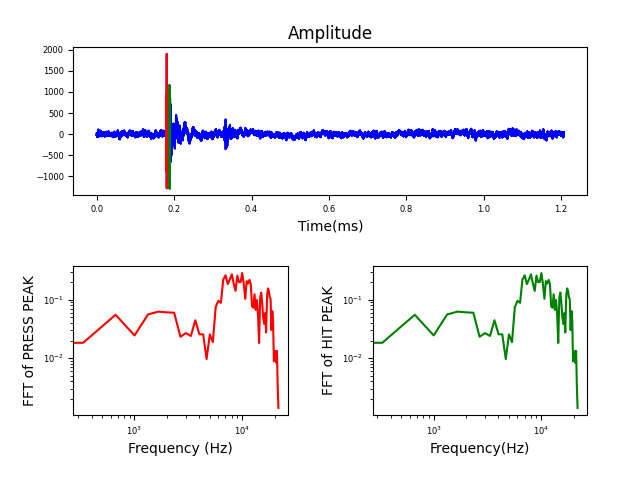 Amplitude
2000
1500
1000
500
0
−500
−1000
0.0 0.2 0.4 0.6 0.8 1.0 1.2
Time(ms)
FFT of PRESS PEAK
10⁻¹
10⁻²
10³ 10⁴
Frequency (Hz)
FFT of HIT PEAK
10⁻¹
10⁻²
10³ 10⁴
Frequency(Hz)